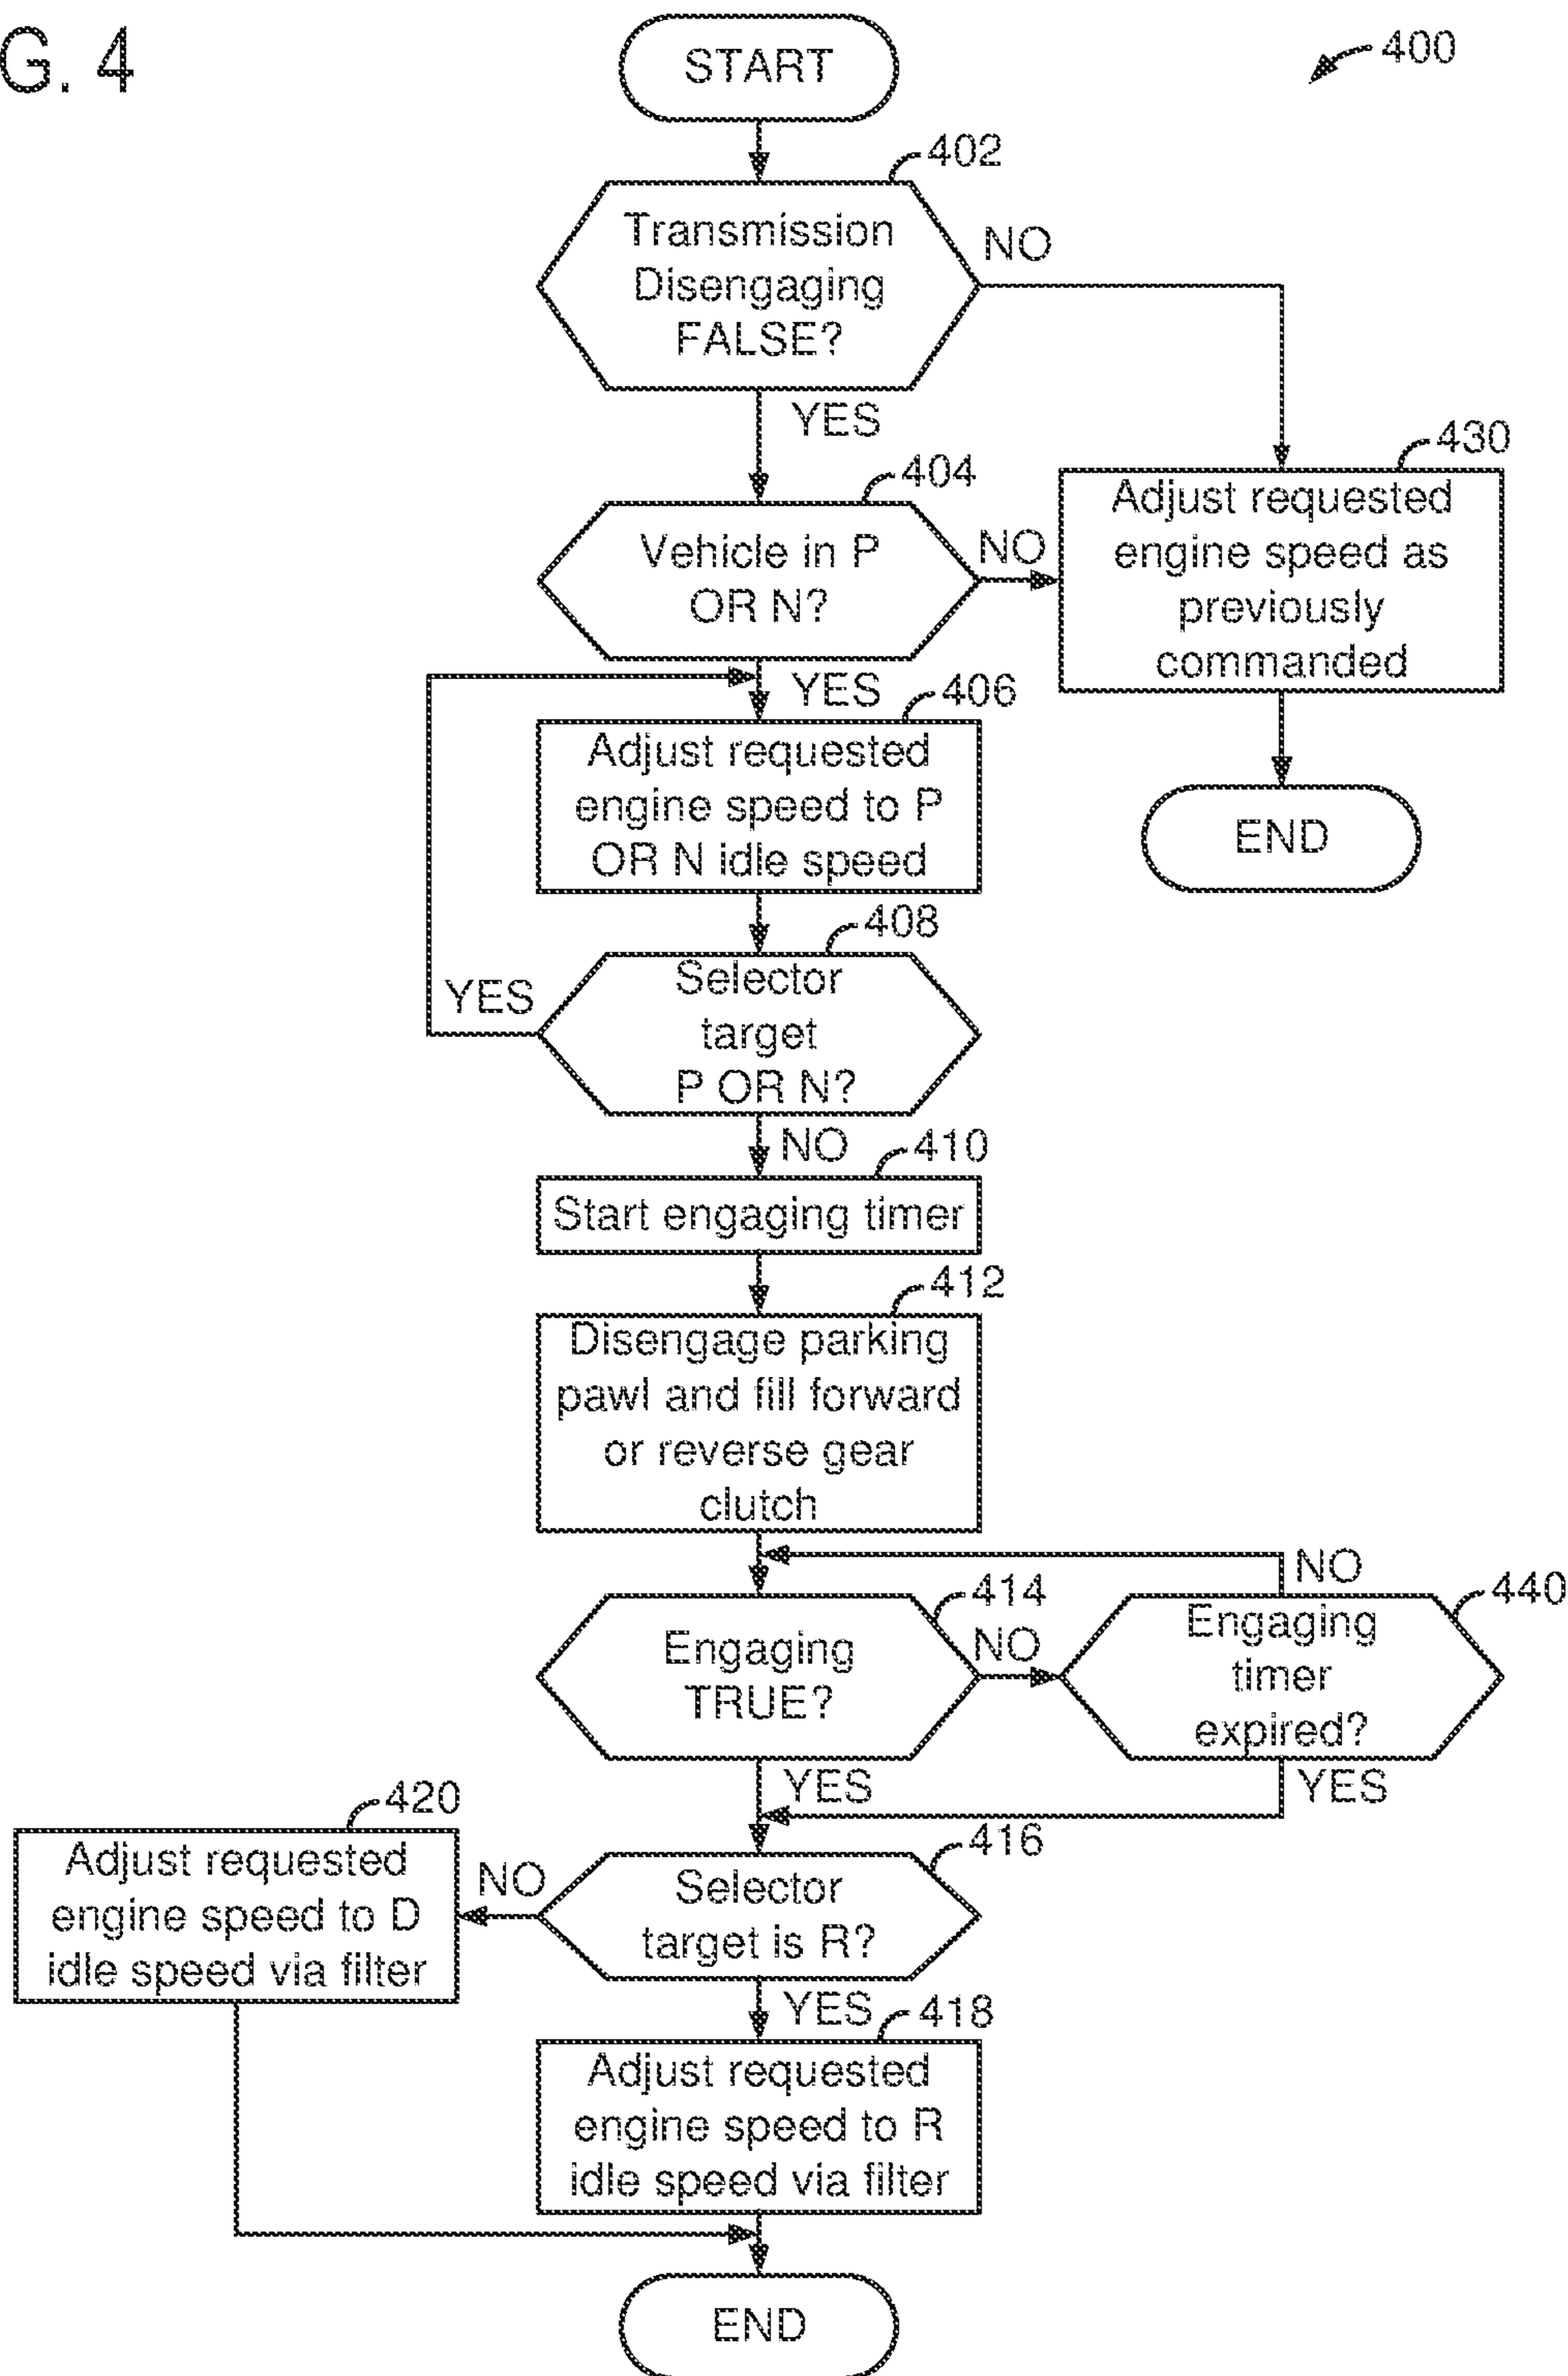 G. 4
START
400
402
Transmission
Disengaging
FALSE?
NO
YES
404
Vehicle in P
OR N?
NO
430
Adjust requested
engine speed as
previously
commanded
YES
406
Adjust requested
engine speed to P
OR N idle speed
END
408
Selector
target
P OR N?
YES
NO
410
Start engaging timer
412
Disengage parking
pawl and fill forward
or reverse gear
clutch
414
Engaging
TRUE?
NO
NO
440
Engaging
timer
expired?
YES
YES
416
Selector
target is R?
NO
420
Adjust requested
engine speed to D
idle speed via filter
YES
418
Adjust requested
engine speed to R
idle speed via filter
END